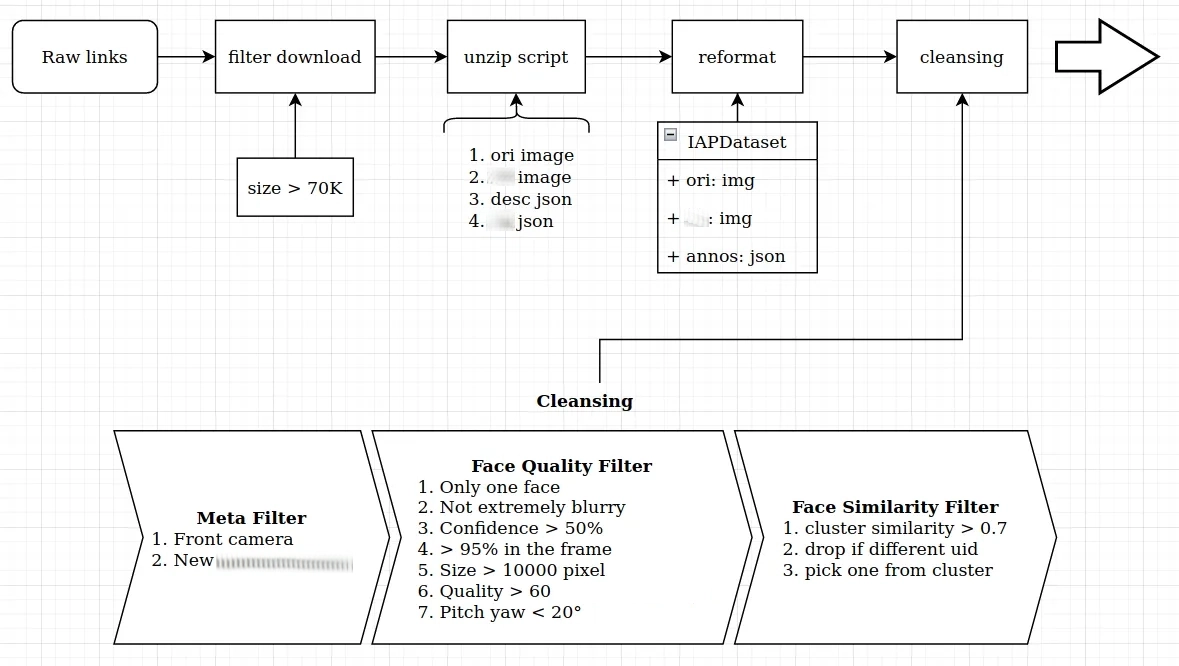 Raw links
filter download
unzip script
reformat
cleansing
size > 70K
1. ori image
2. image
3. desc json
4. json
IAPDataset
+ ori: img
+ : img
+ annos: json
Cleansing
Meta Filter
1. Front camera
2. New
Face Quality Filter
1. Only one face
2. Not extremely blurry
3. Confidence > 50%
4. > 95% in the frame
5. Size > 10000 pixel
6. Quality > 60
7. Pitch yaw < 20°
Face Similarity Filter
1. cluster similarity > 0.7
2. drop if different uid
3. pick one from cluster